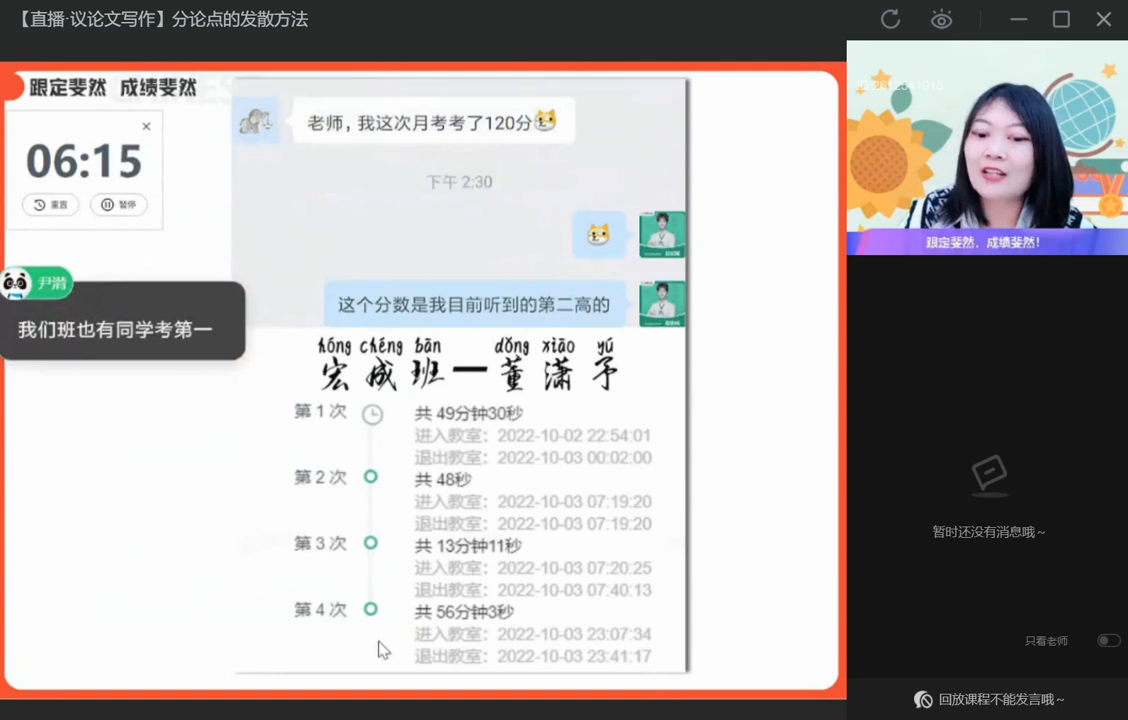 【直播·议论文写作】分论点的发散方法
跟定斐然 成绩斐然
06:15
重置
暂停
老师，我这次月考考了120分
下午 2:30
这个分数是我目前听到的第二高的
尹潜
我们班也有同学考第一
hóng chéng bān dǒng xiāo yú
宏成班一董潇予
第1次
共 49分钟30秒
进入教室：2022-10-02 22:54:01
退出教室：2022-10-03 00:02:00
第2次
共 48秒
进入教室：2022-10-03 07:19:20
退出教室：2022-10-03 07:19:20
第3次
共 13分钟11秒
进入教室：2022-10-03 07:20:25
退出教室：2022-10-03 07:40:13
第4次
共 56分钟3秒
进入教室：2022-10-03 23:07:34
退出教室：2022-10-03 23:41:17
跟定斐然，成绩斐然！
暂时还没有消息哦～
只看老师
回放课程不能发言哦～